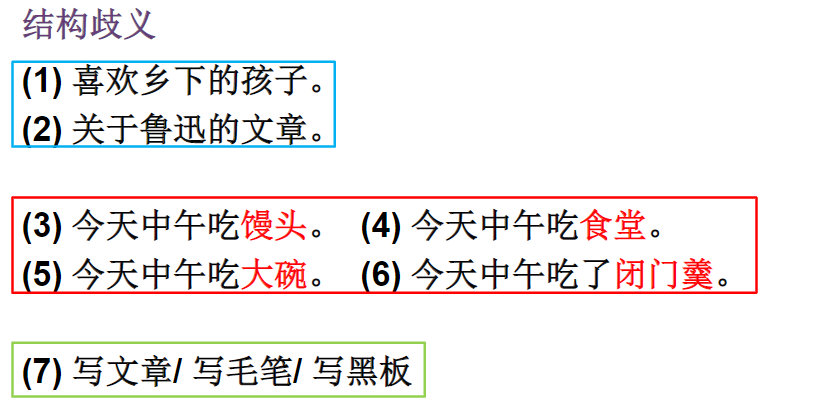 结构歧义
(1) 喜欢乡下的孩子。
(2) 关于鲁迅的文章。
(3) 今天中午吃馒头。 (4) 今天中午吃食堂。
(5) 今天中午吃大碗。 (6) 今天中午吃了闭门羹。
(7) 写文章/ 写毛笔/ 写黑板